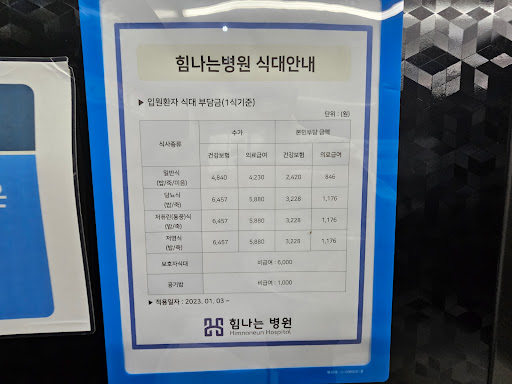 힘나는병원 식대안내
▶ 입원환자 식대 부담금(1식기준)
단위 : (원)
식사종류 수가 본인부담 금액
건강보험 의료급여 건강보험 의료급여
일반식 (밥/죽/미음) 4,840 4,230 2,420 846
당뇨식 (밥/죽) 6,457 5,880 3,228 1,176
저퓨린(통풍)식 (밥/죽) 6,457 5,880 3,228 1,176
저염식 (밥/죽) 6,457 5,880 3,228 1,176
보호자식대 비급여 : 6,000
공기밥 비급여 : 1,000
▶ 적용일자 : 2023. 01. 03 ~
힘나는 병원
Himnaneun Hospital
은